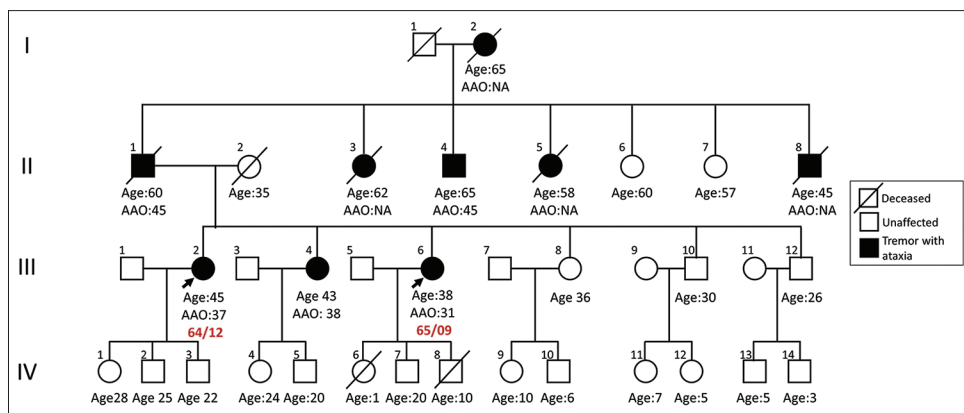 I
1 2
Age:65
AAO:NA
II
1 2 3 4 5 6 7 8
Age:60 Age:35 Age:62 Age:65 Age:58 Age:60 Age:57 Age:45
AAO:45 AAO:NA AAO:45 AAO:NA AAO:NA
Deceased
Unaffected
Tremor with
ataxia
III
1 2 3 4 5 6 7 8 9 10 11 12
Age:45 Age 43 Age:38 Age 36 Age:30 Age:26
AAO:37 AAO: 38 AAO:31
64/12 65/09
IV
1 2 3 4 5 6 7 8 9 10 11 12 13 14
Age28 Age 25 Age 22 Age:24 Age:20 Age:1 Age:20 Age:10 Age:10 Age:6 Age:7 Age:5 Age:5 Age:3